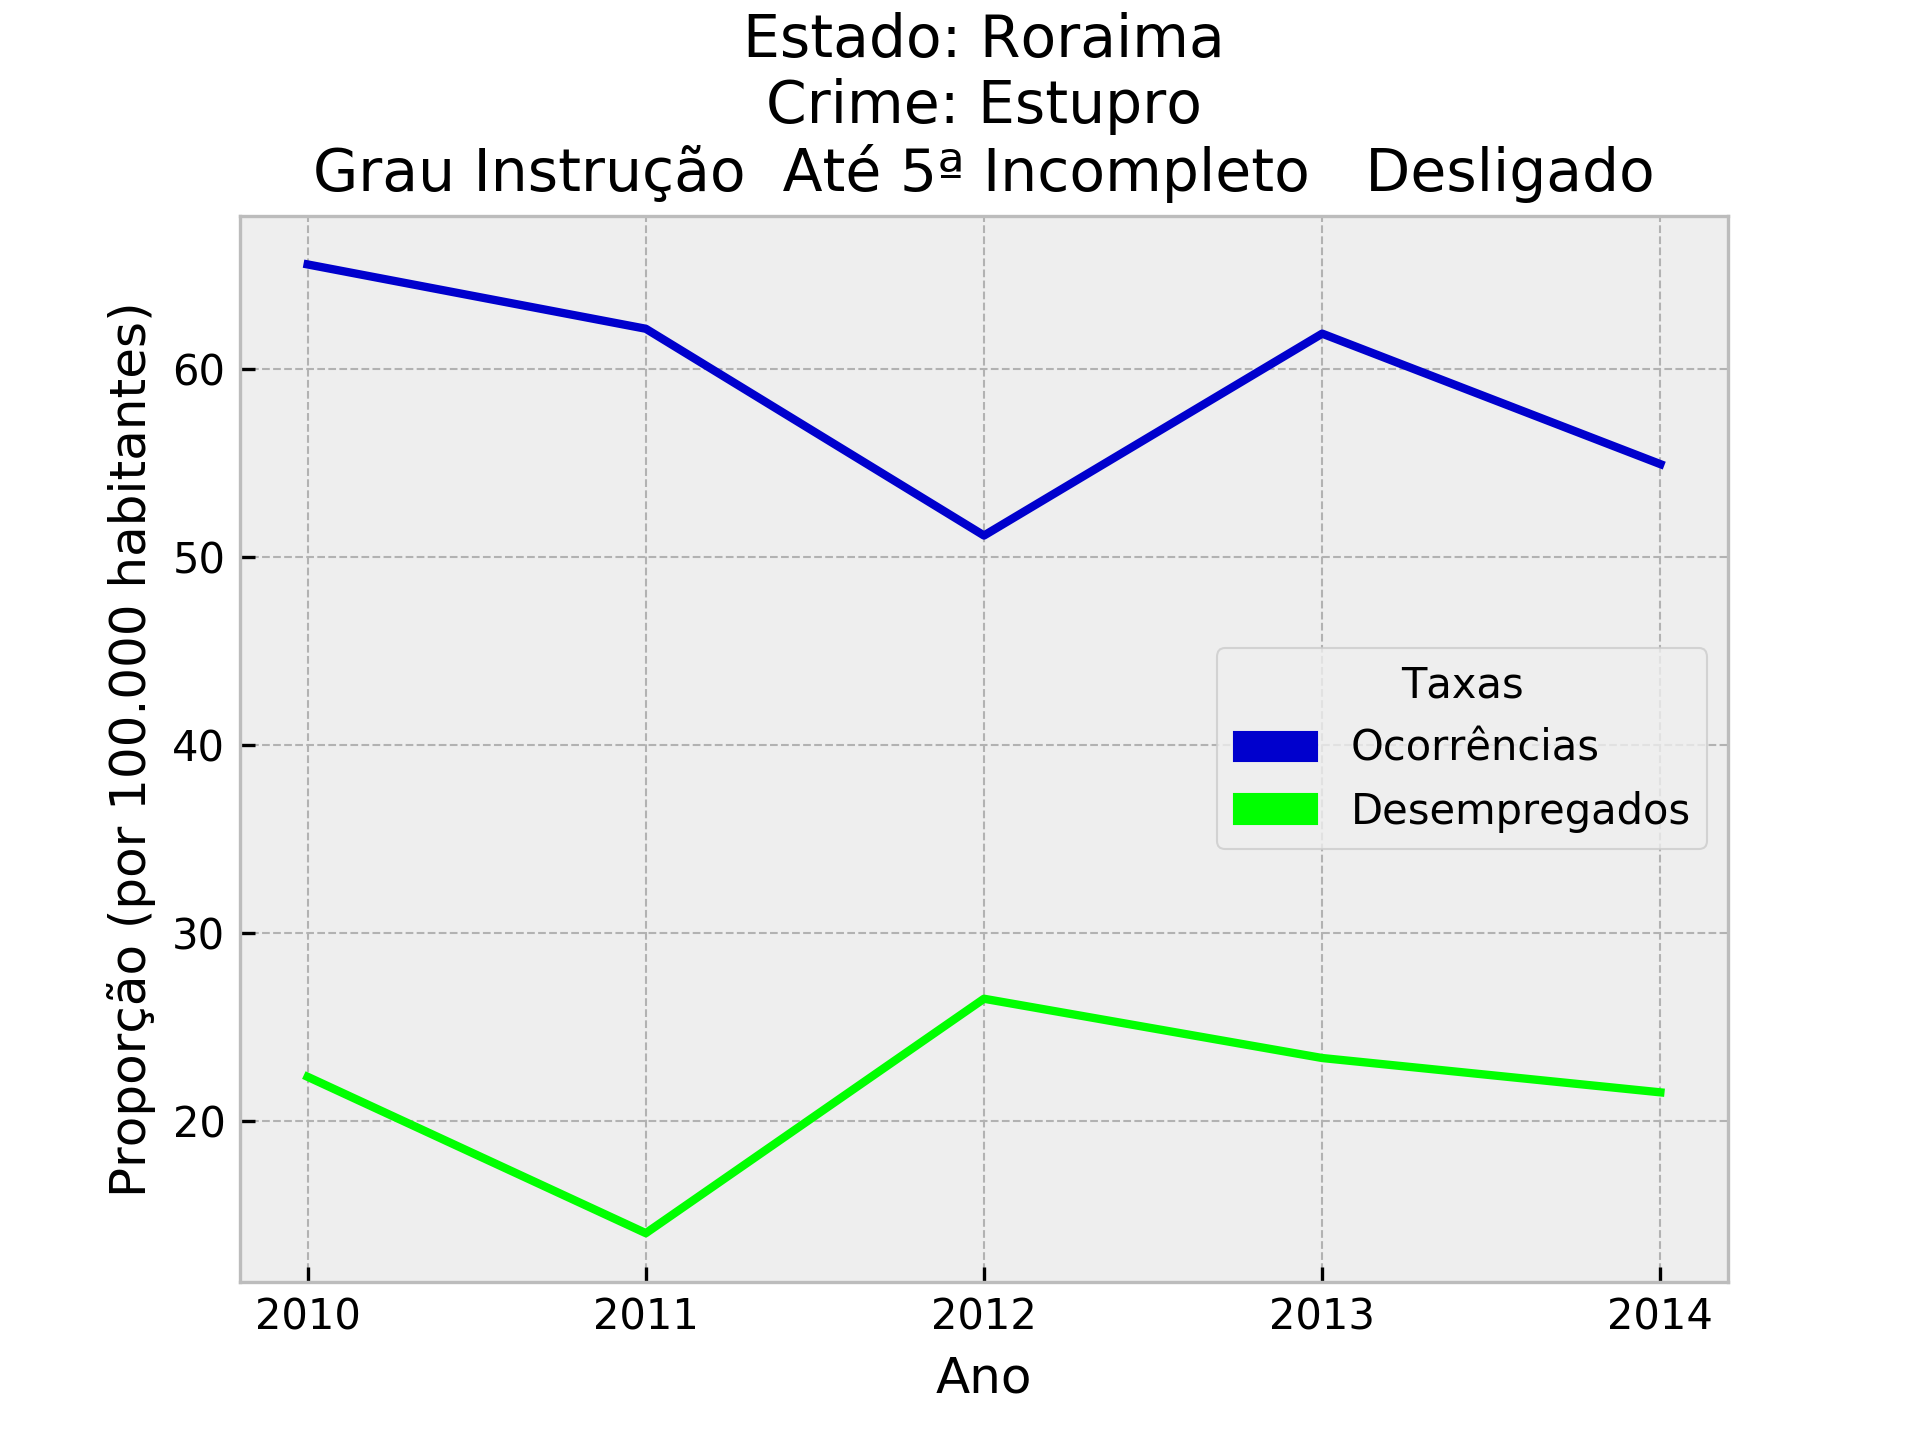 Estado: Roraima
Crime: Estupro
Grau Instrução  Até 5ª Incompleto   Desligado
Proporção (por 100.000 habitantes)
60
50
40
30
20
Taxas
Ocorrências
Desempregados
2010 2011 2012 2013 2014
Ano